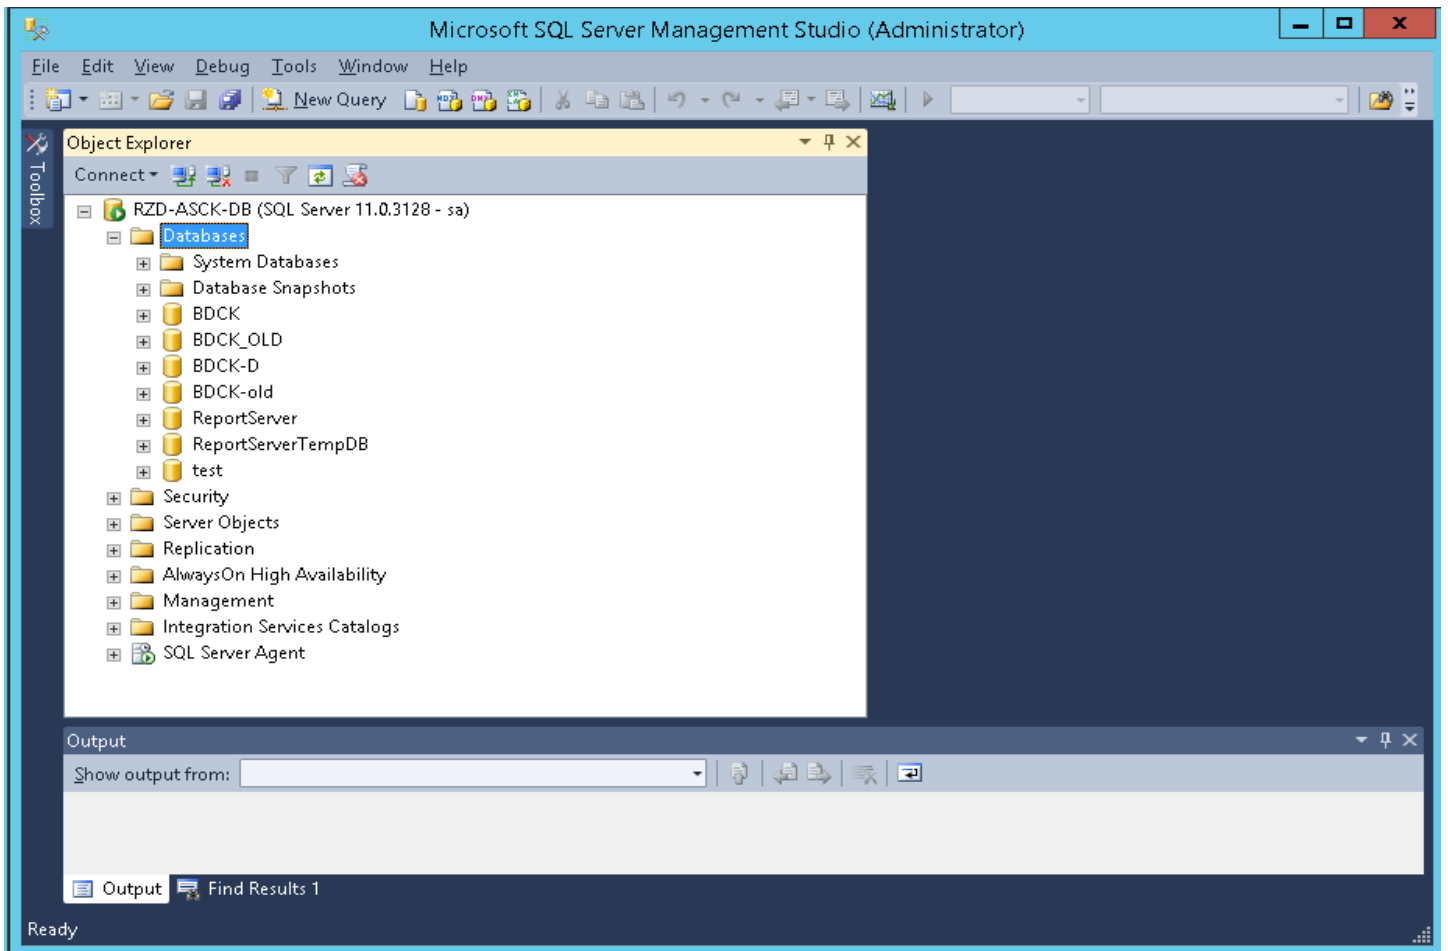 Microsoft SQL Server Management Studio (Administrator)
File Edit View Debug Tools Window Help
New Query
Toolbox
Object Explorer
Connect
RZD-ASCK-DB (SQL Server 11.0.3128 - sa)
Databases
System Databases
Database Snapshots
BDCK
BDCK_OLD
BDCK-D
BDCK-old
ReportServer
ReportServerTempDB
test
Security
Server Objects
Replication
AlwaysOn High Availability
Management
Integration Services Catalogs
SQL Server Agent
Output
Show output from:
Output Find Results 1
Ready